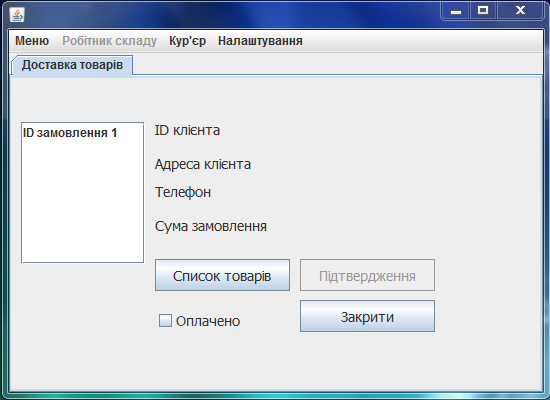 Меню Робітник складу Кур'єр Налаштування
Доставка товарів
ID замовлення 1
ID клієнта
Адреса клієнта
Телефон
Сума замовлення
Список товарів Підтвердження
Оплачено Закрити